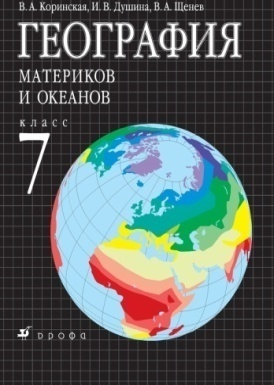 В. А. Коринская, И. В. Душина, В. А. Щенев
ГЕОГРАФИЯ
МАТЕРИКОВ
И ОКЕАНОВ
класс
7
дрофа